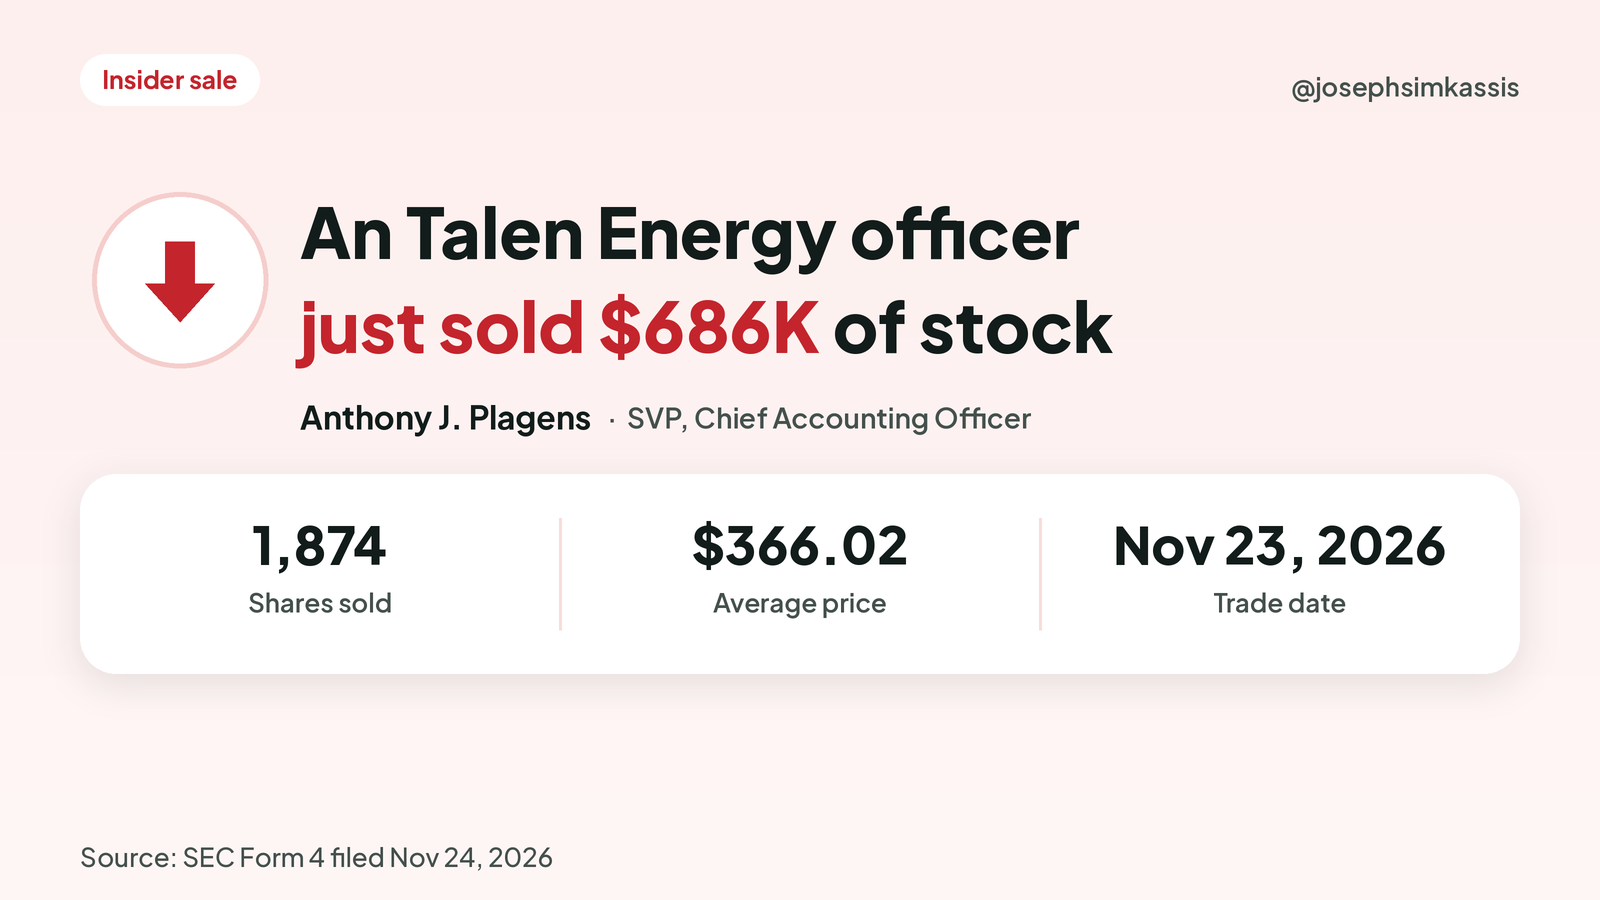 Insider sale
@josephsimkassis
An Talen Energy officer
just sold $686K of stock
Anthony J. Plagens · SVP, Chief Accounting Officer
1,874
Shares sold
$366.02
Average price
Nov 23, 2026
Trade date
Source: SEC Form 4 filed Nov 24, 2026